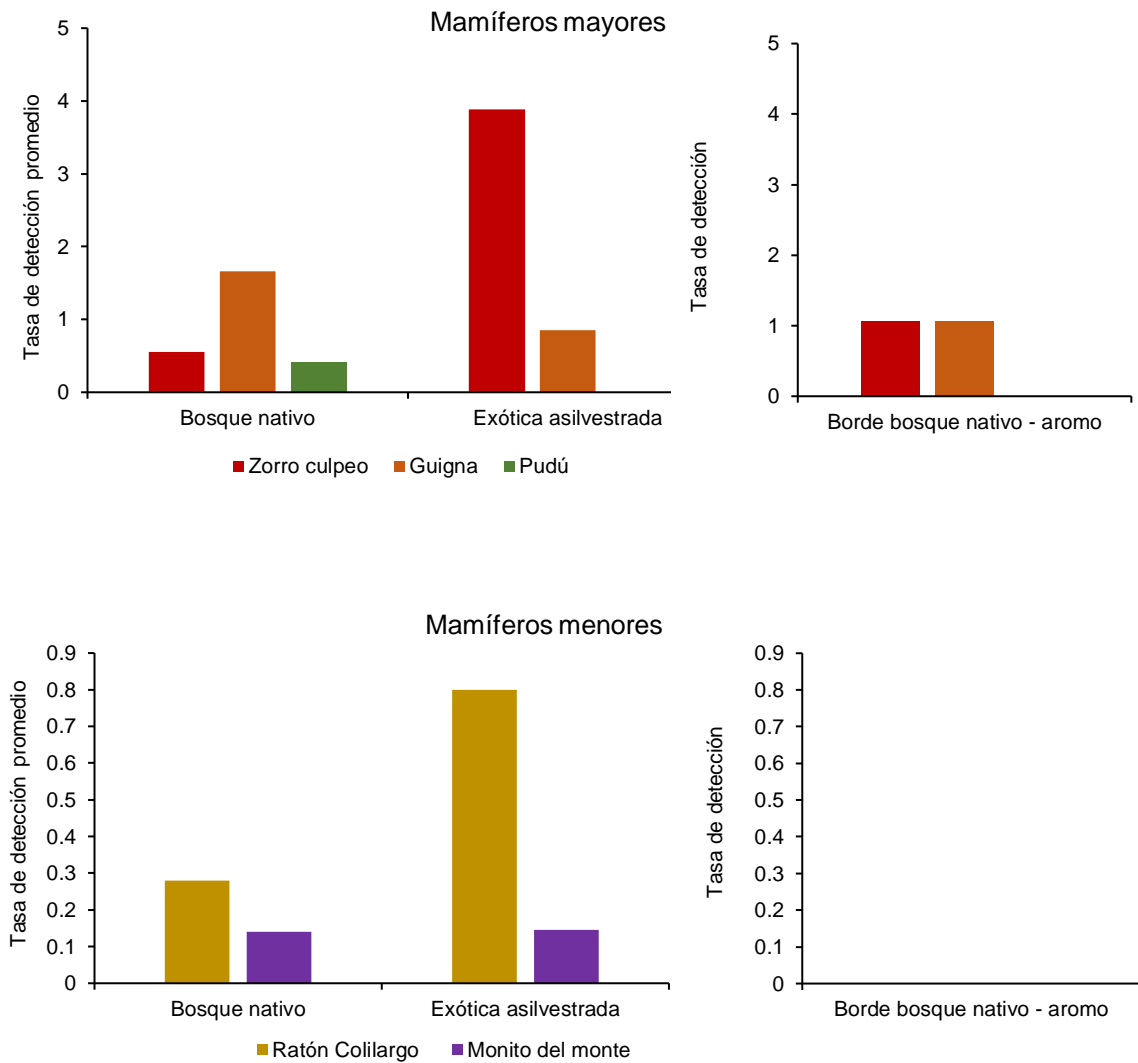 Mamíferos mayores
Tasa de detección promedio
5
4
3
2
1
0
Bosque nativo
Exótica asilvestrada
Zorro culpeo
Guigna
Pudú
Tasa de detección
5
4
3
2
1
0
Borde bosque nativo - aromo
Mamíferos menores
Tasa de detección promedio
0.9
0.8
0.7
0.6
0.5
0.4
0.3
0.2
0.1
0
Bosque nativo
Exótica asilvestrada
Ratón Colilargo
Monito del monte
Tasa de detección
0.9
0.8
0.7
0.6
0.5
0.4
0.3
0.2
0.1
0
Borde bosque nativo - aromo